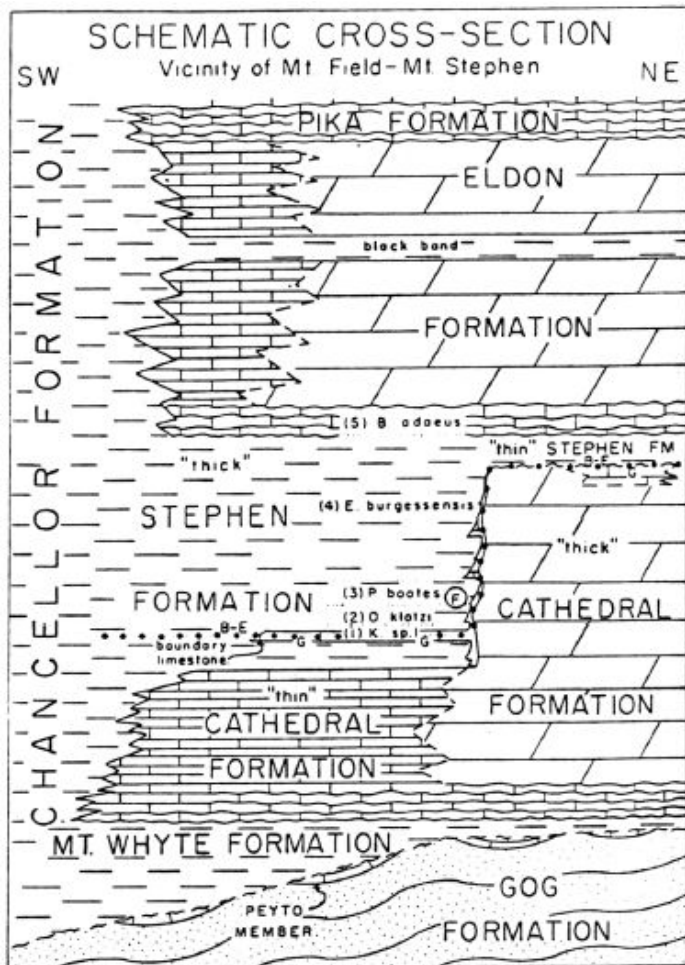 SCHEMATIC CROSS-SECTION
Vicinity of Mt. Field-Mt. Stephen
SW
NE
PIKA FORMATION
ELDON
black band
FORMATION
(5) B adaeus
"thin" STEPHEN FM
B-E
G
"thick"
STEPHEN
(4) E. burgessensis
"thick"
FORMATION
(3) P bootes
F
CATHEDRAL
(2) O klotzi
B-E
(1) K. sp. 1
boundary
limestone
G
G
"thin"
CATHEDRAL
FORMATION
FORMATION
CHANCELLOR FORMATION
MT. WHYTE FORMATION
GOG
PEYTO
MEMBER
FORMATION